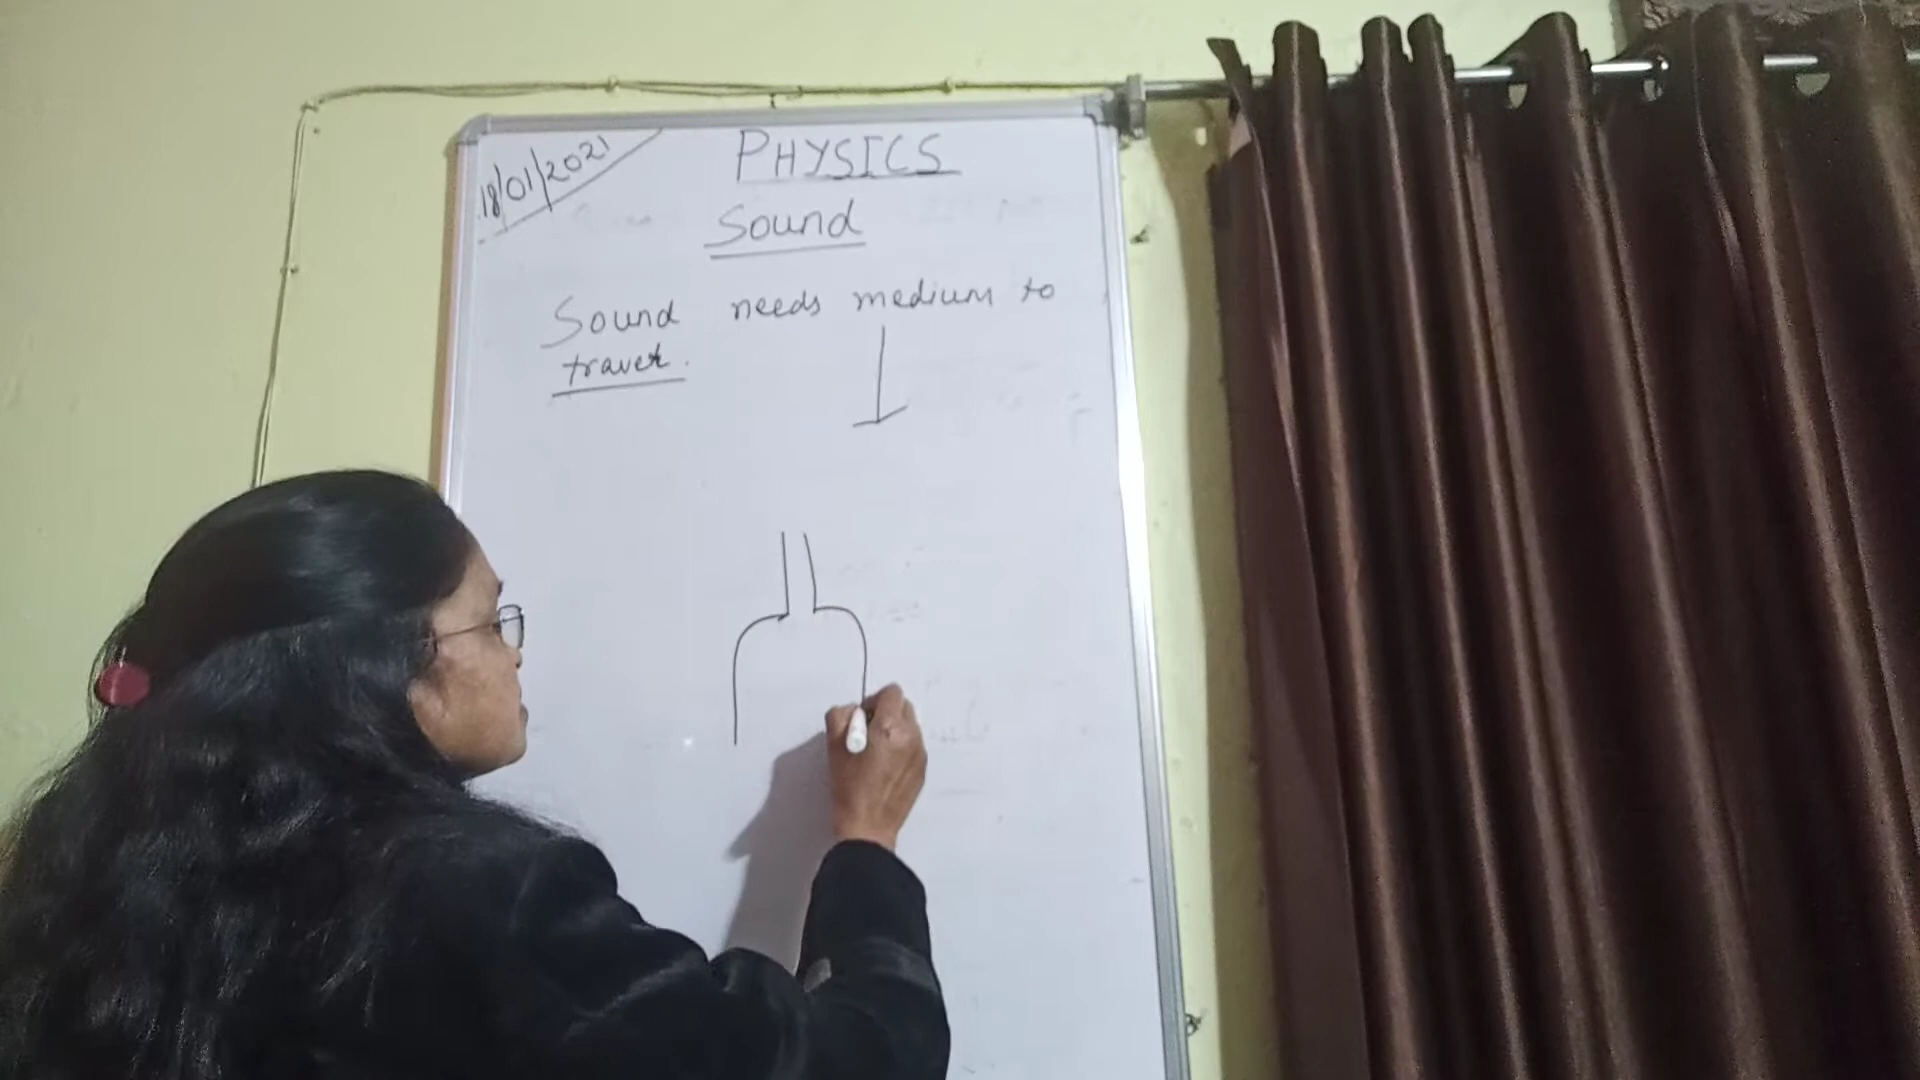 18/01/2021
PHYSICS
Sound
Sound needs medium to
travel.